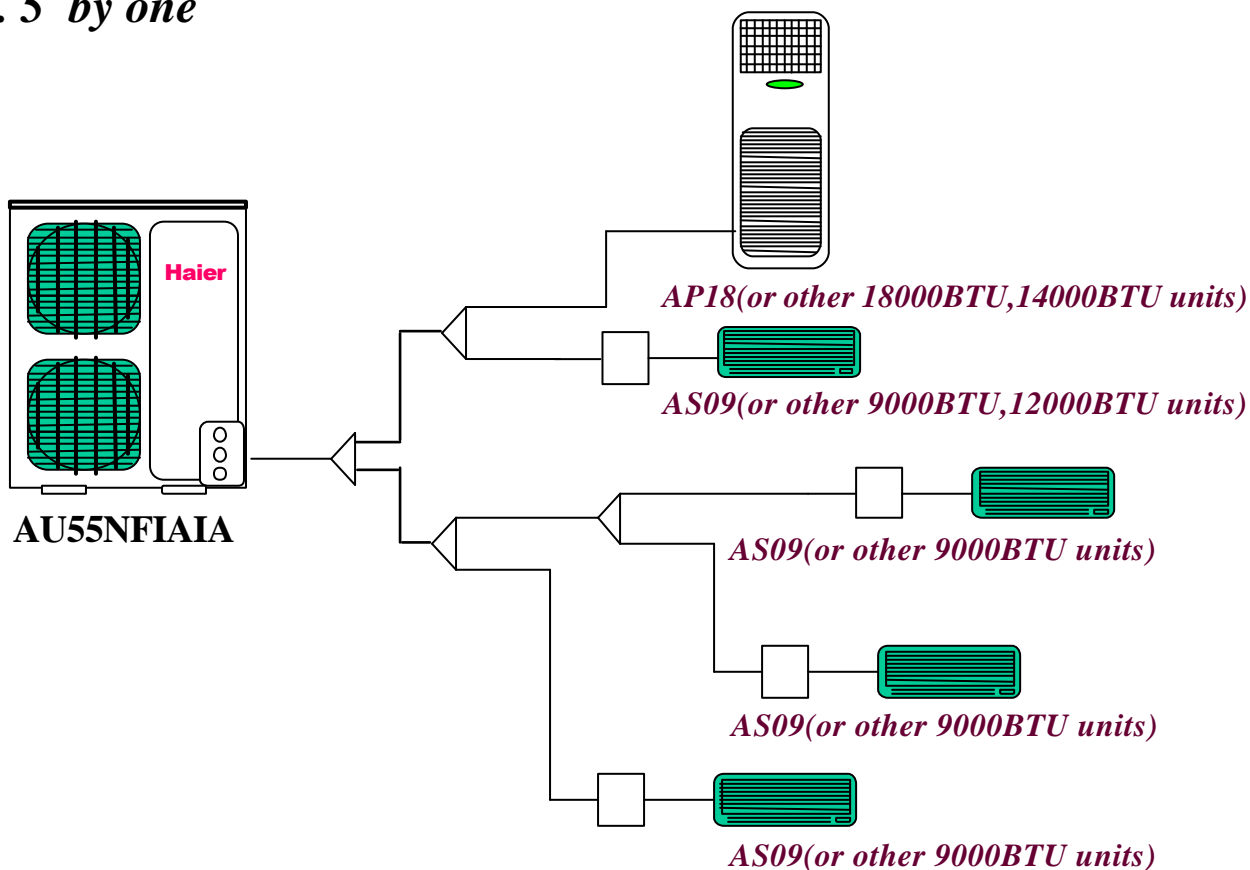 . 5 by one
Haier
AP18(or other 18000BTU,14000BTU units)
AS09(or other 9000BTU,12000BTU units)
AU55NFIAIA
AS09(or other 9000BTU units)
AS09(or other 9000BTU units)
AS09(or other 9000BTU units)